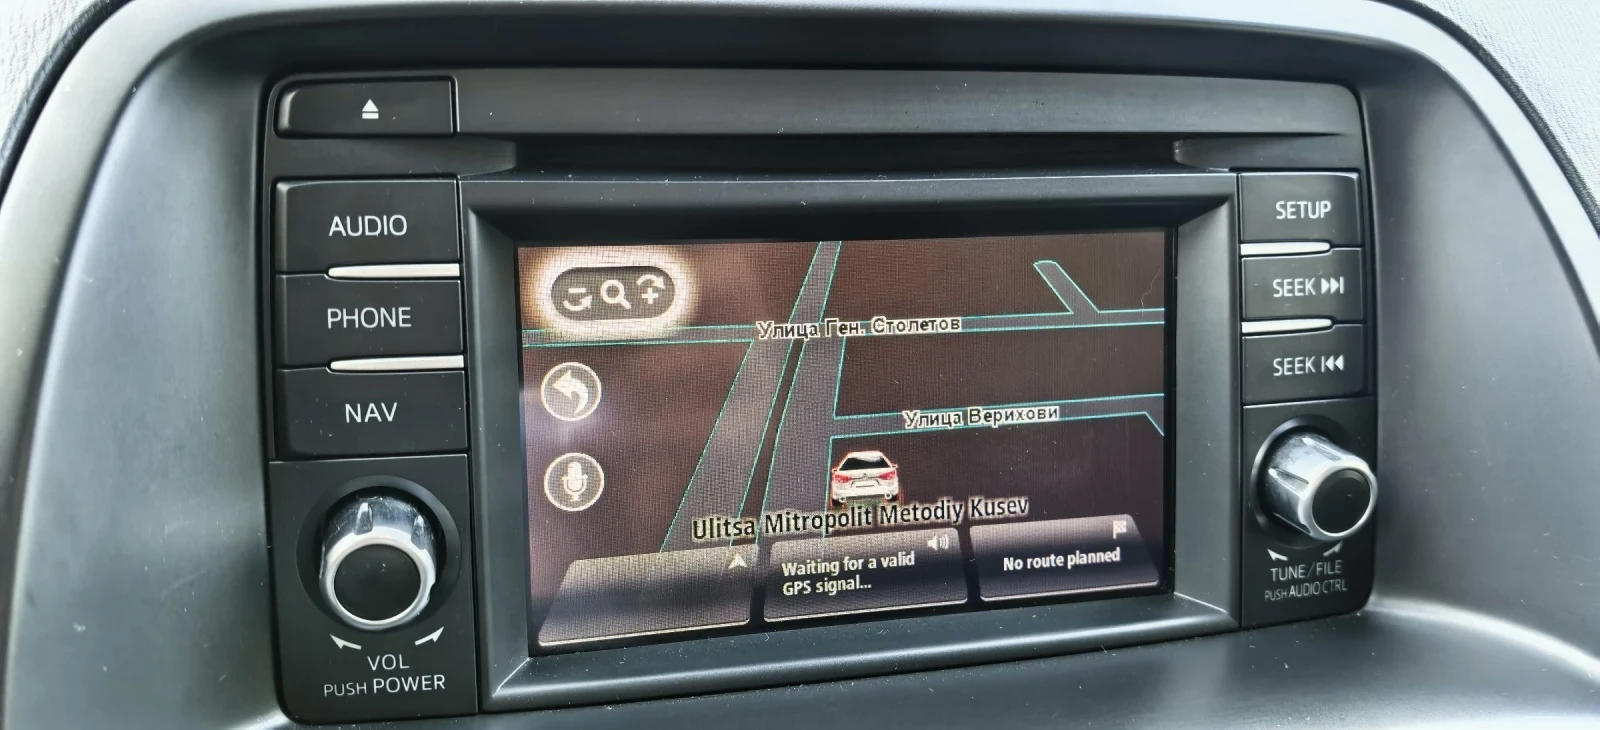 AUDIO
PHONE
NAV
VOL
PUSH POWER
Улица Ген. Столетов
Улица Верихови
Ulitsa Mitropolit Metodiy Kusev
Waiting for a valid
GPS signal...
No route planned
SETUP
SEEK
SEEK
TUNE/FILE
PUSH AUDIO CTRL